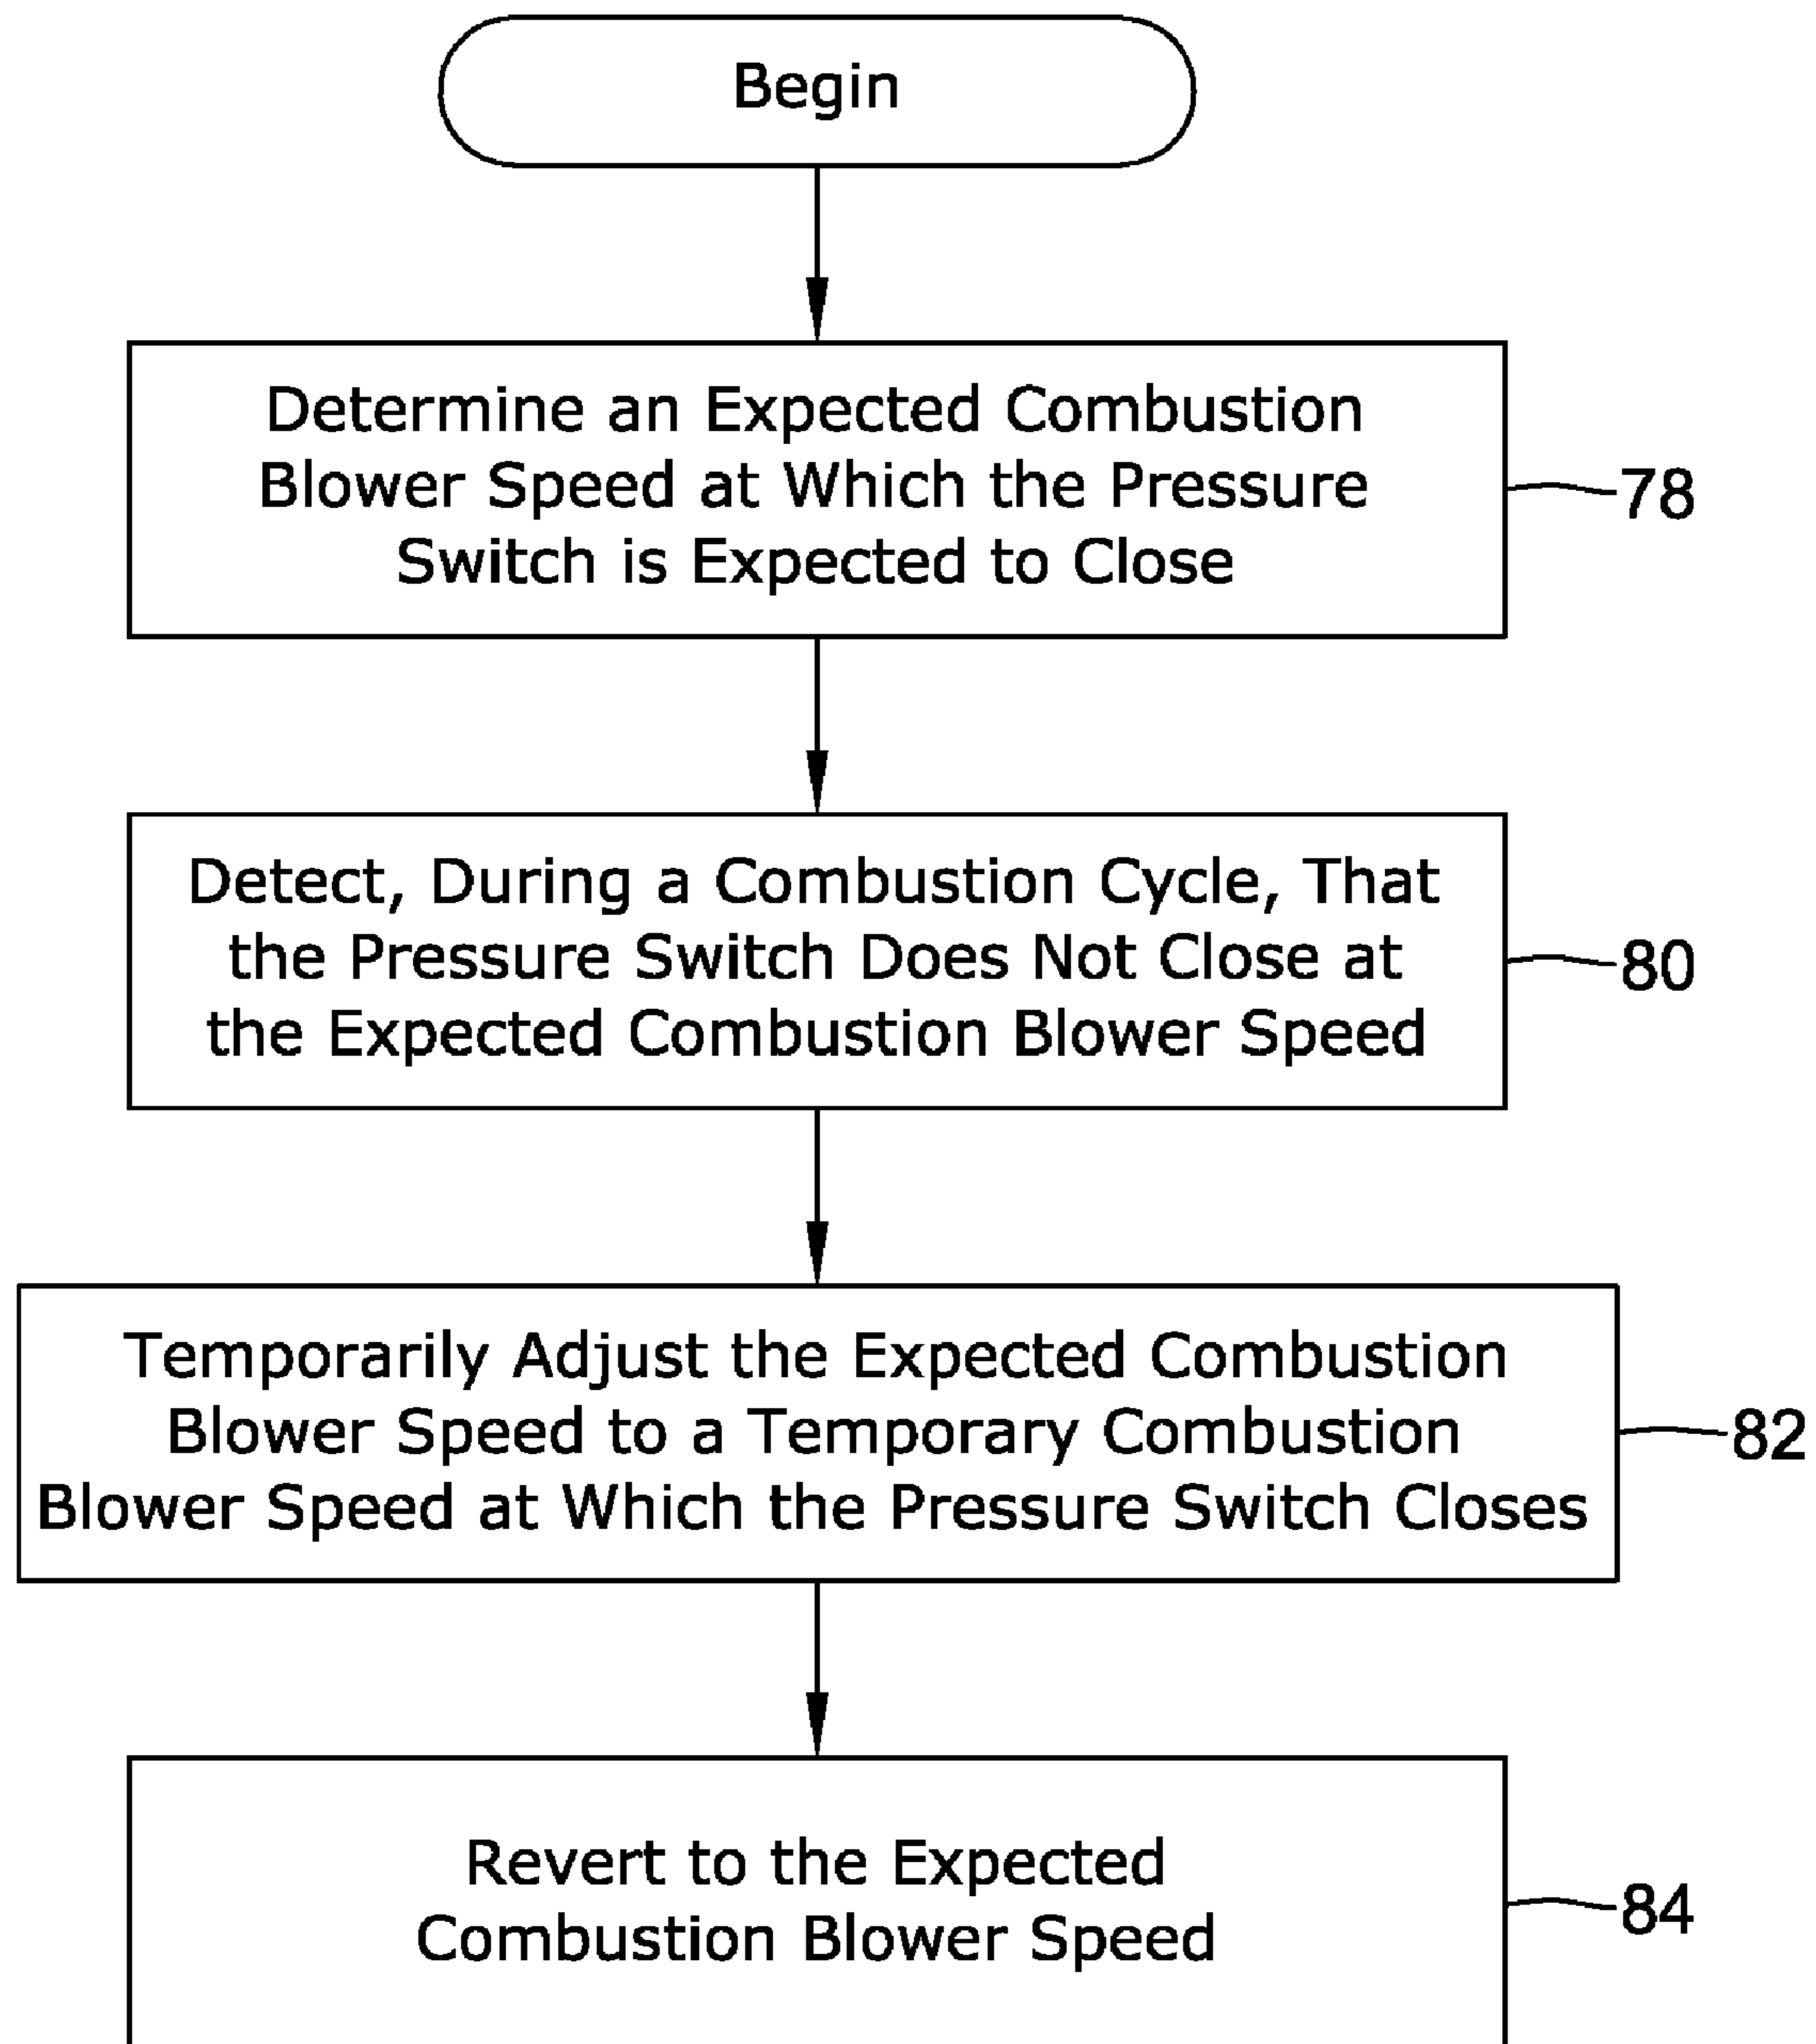 Begin
Determine an Expected Combustion
Blower Speed at Which the Pressure
Switch is Expected to Close
78
Detect, During a Combustion Cycle, That
the Pressure Switch Does Not Close at
the Expected Combustion Blower Speed
80
Temporarily Adjust the Expected Combustion
Blower Speed to a Temporary Combustion
Blower Speed at Which the Pressure Switch Closes
82
Revert to the Expected
Combustion Blower Speed
84